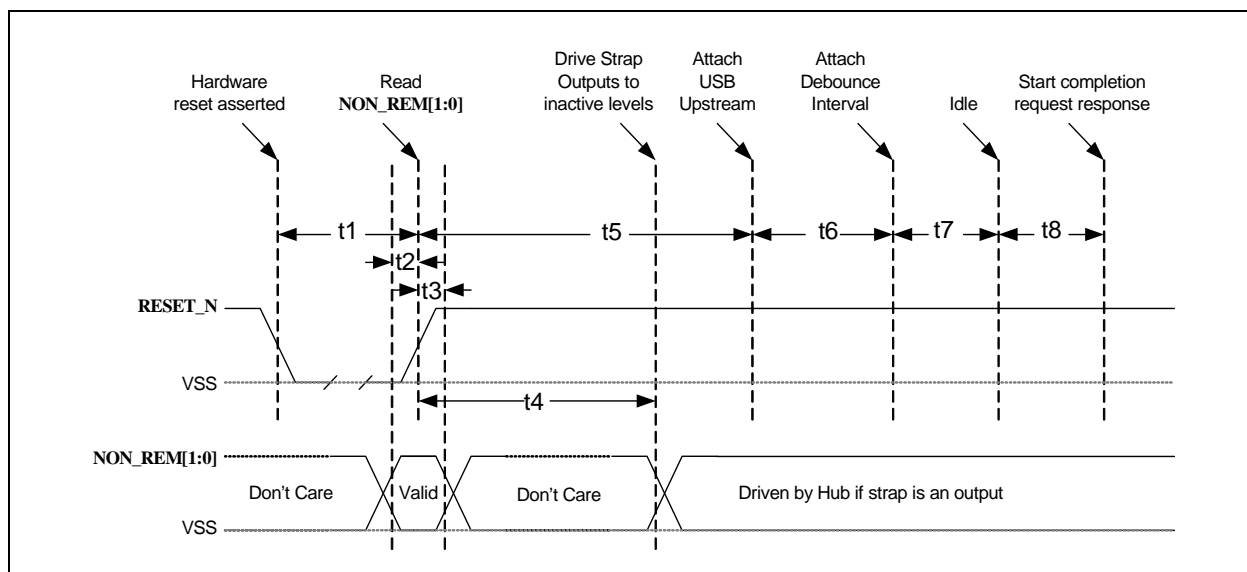 Hardware
reset asserted
Read
NON_REM[1:0]
Drive Strap
Outputs to
inactive levels
Attach
USB
Upstream
Attach
Debounce
Interval
Idle
Start completion
request response
t1
t5
t6
t7
t8
t2
t3
RESET_N
VSS
t4
NON_REM[1:0]
Don't Care
Valid
Don't Care
Driven by Hub if strap is an output
VSS